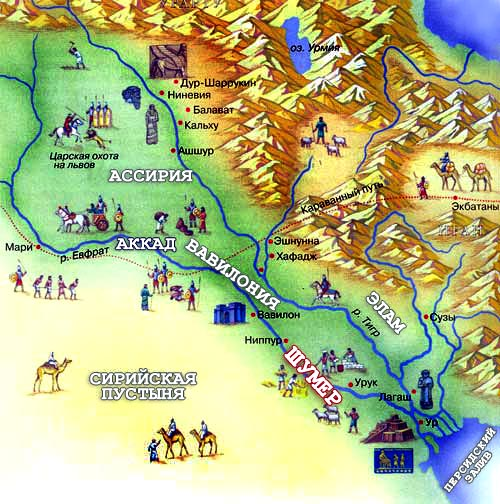 УРАРТУ
оз. Урмия
Дур-Шаррукин
Ниневия
Балават
Кальху
Ашшур
Царская охота
на львов
АССИРИЯ
Караванный путь
Экбатаны
ИРАН
Мари
р. Евфрат
АККАД
ВАВИЛОНИЯ
Эшнунна
Хафадж
ЭЛАМ
р. Тигр
Сузы
Вавилон
Ниппур
ШУМЕР
СИРИЙСКАЯ
ПУСТЫНЯ
Урук
Лагаш
Ур
ПЕРСИДСКИЙ
ЗАЛИВ